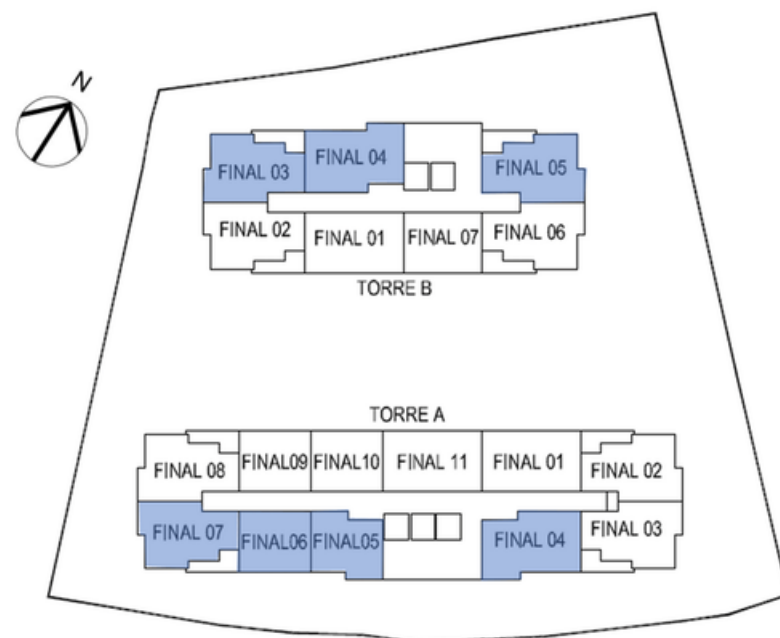 N
FINAL 03
FINAL 04
FINAL 05
FINAL 02
FINAL 01
FINAL 07
FINAL 06
TORRE B
TORRE A
FINAL 08
FINAL09
FINAL10
FINAL 11
FINAL 01
FINAL 02
FINAL 07
FINAL06
FINAL05
FINAL 04
FINAL 03